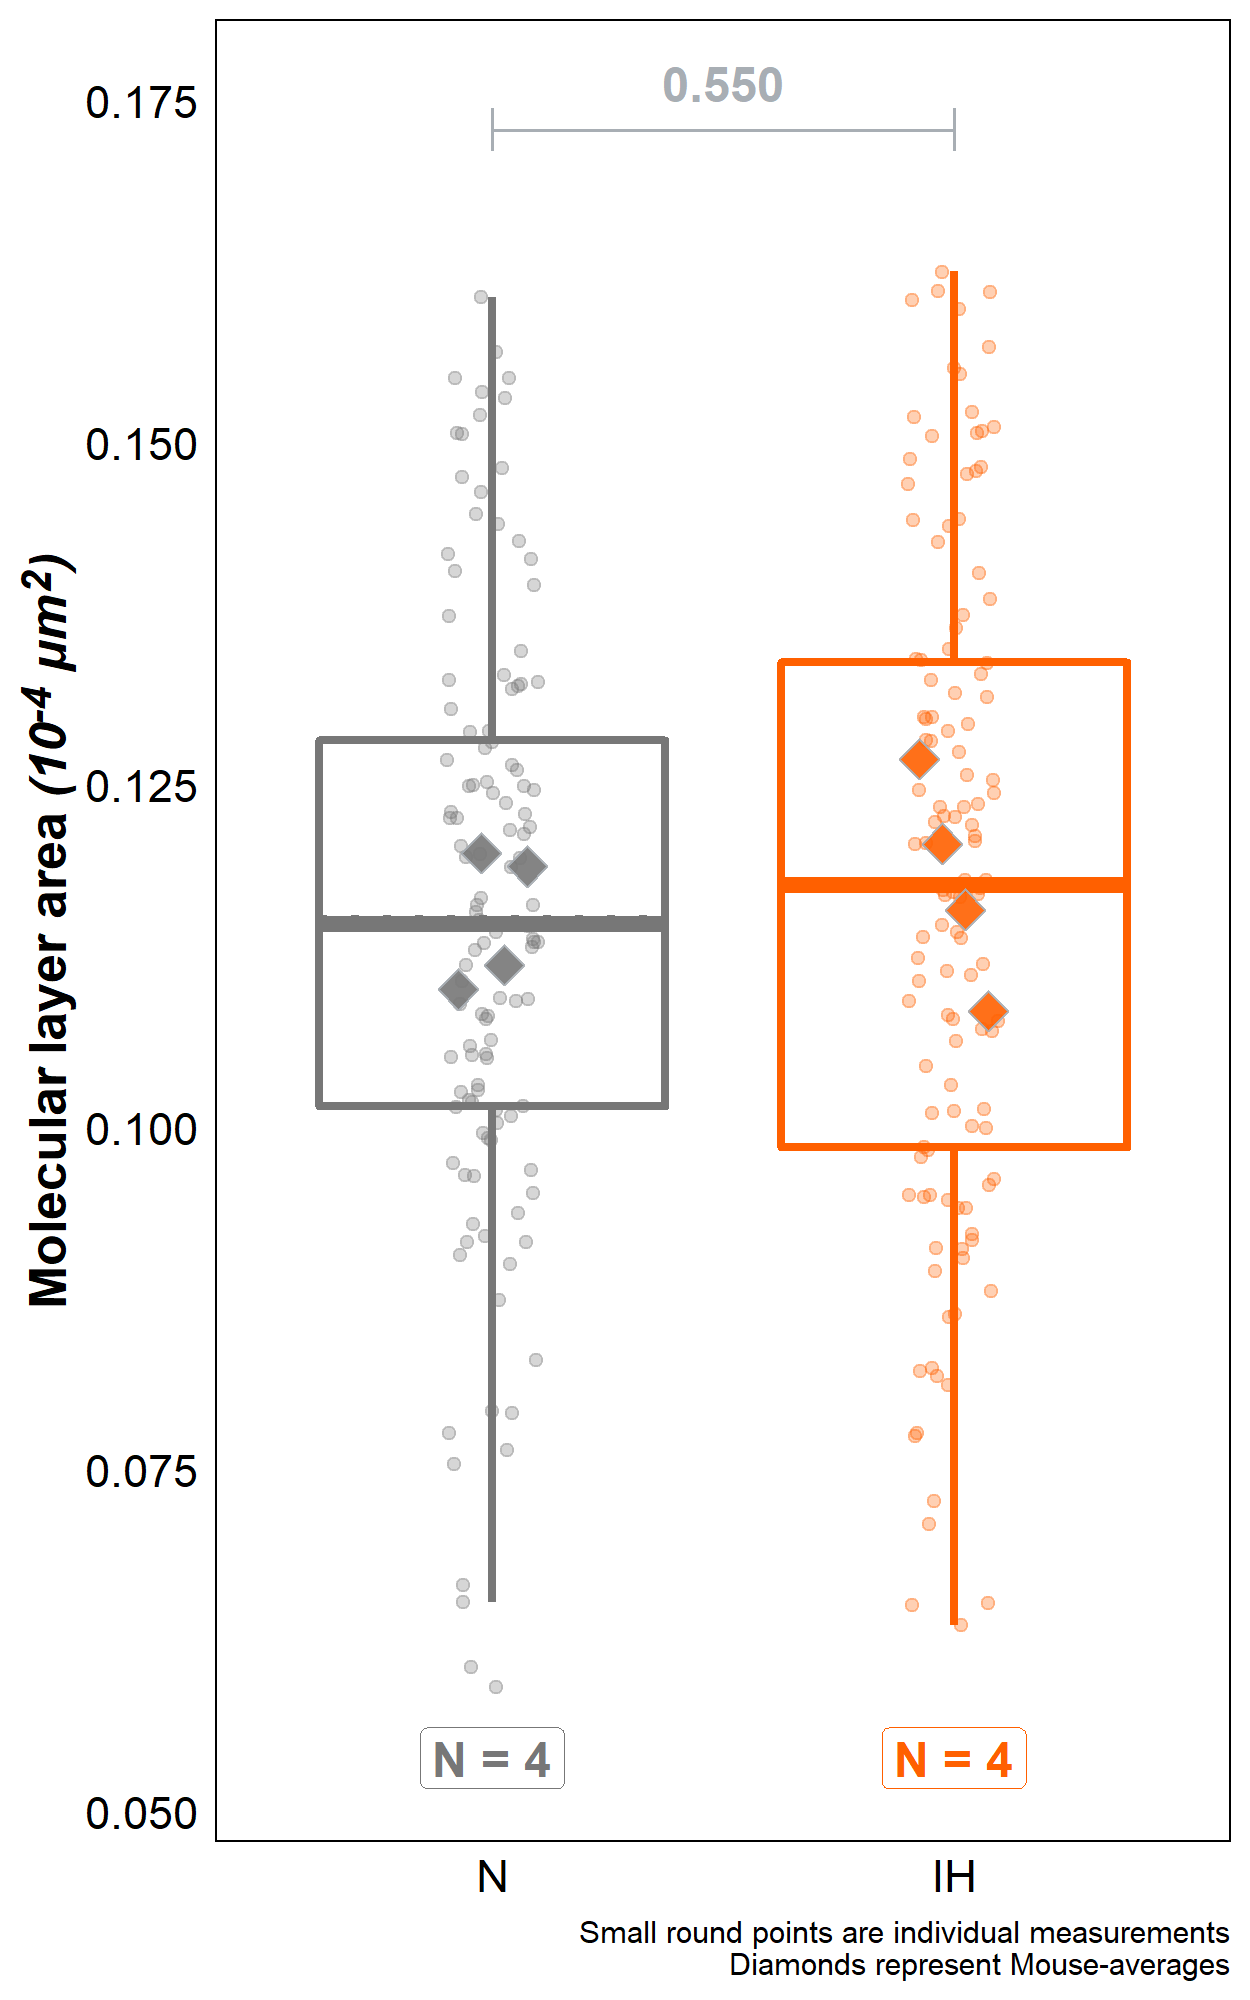 0.550
0.175
0.150
0.125
0.100
0.075
0.050
Molecular layer area (10⁻⁴ µm²)
N = 4
N = 4
N
IH
Small round points are individual measurements
Diamonds represent Mouse-averages